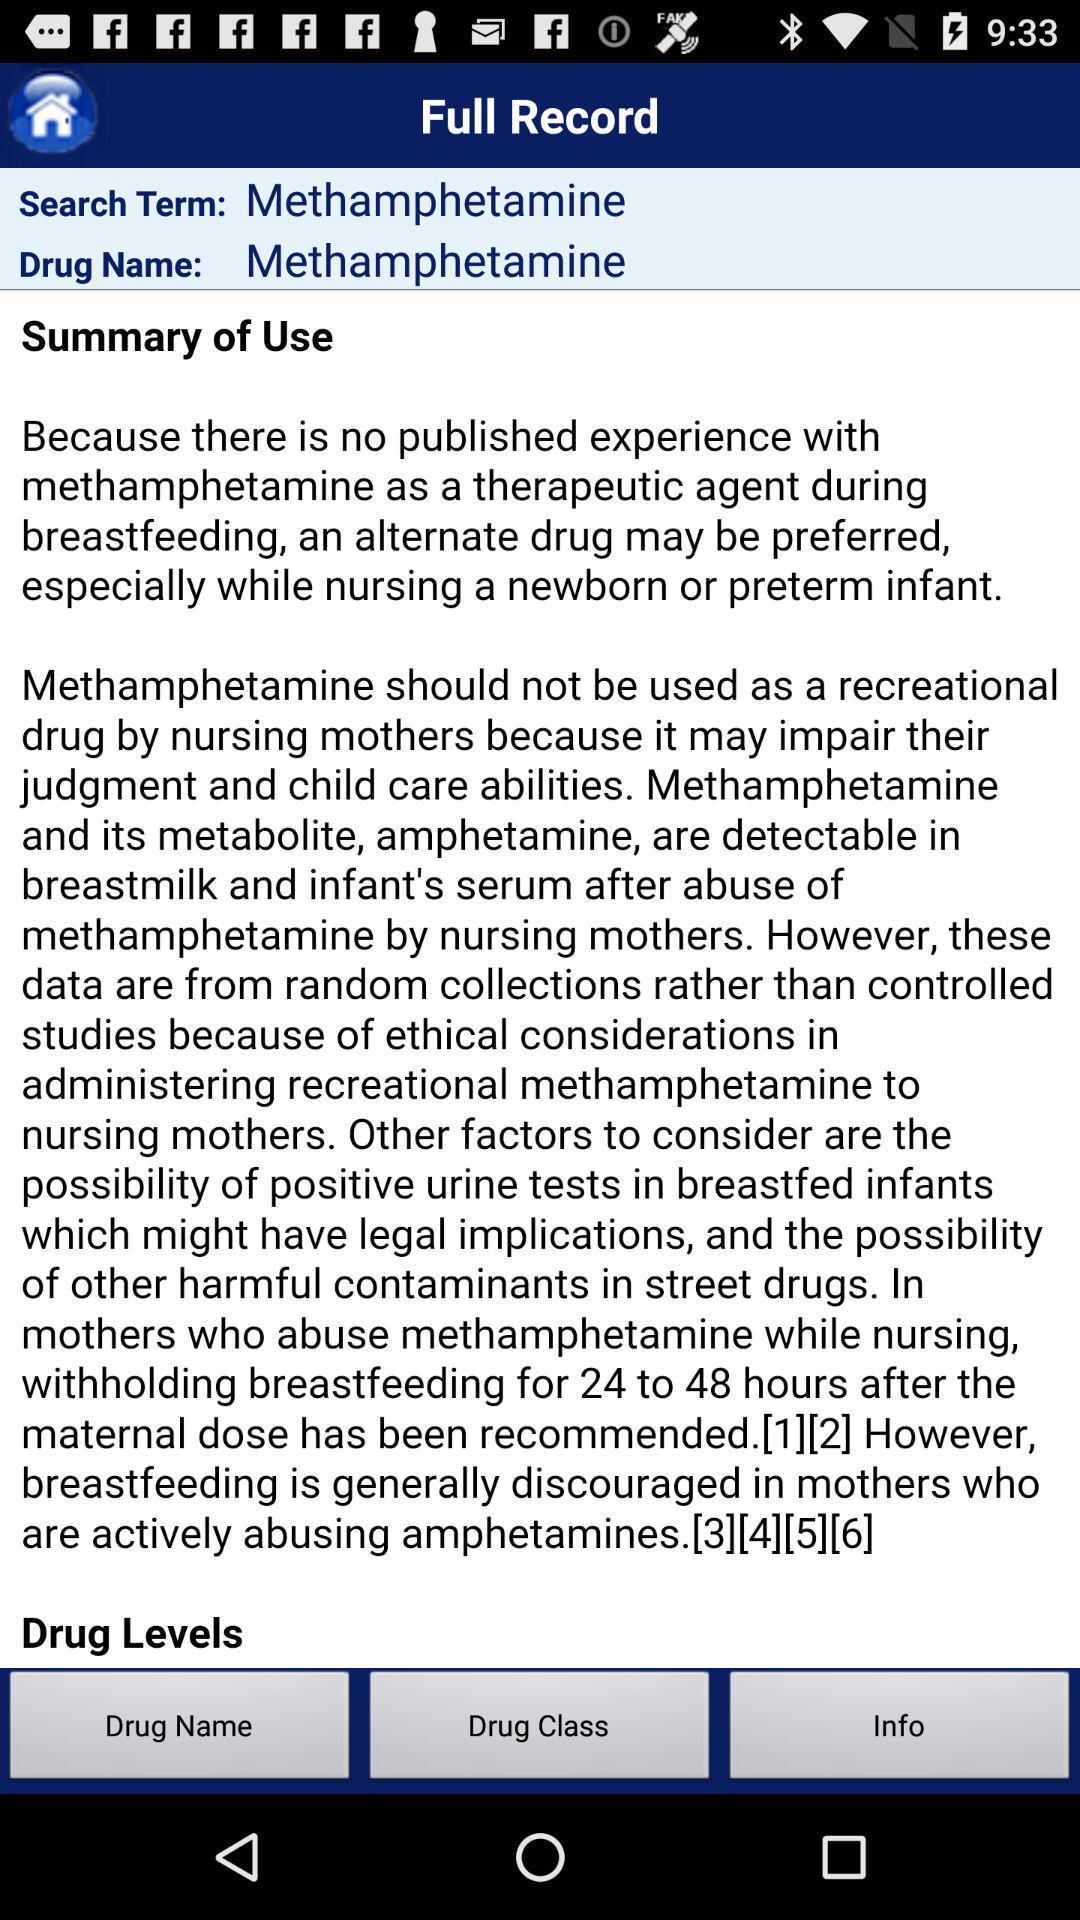 FAKE
9:33
Full Record
Search Term: Methamphetamine
Drug Name: Methamphetamine
Summary of Use
Because there is no published experience with
methamphetamine as a therapeutic agent during
breastfeeding, an alternate drug may be preferred,
especially while nursing a newborn or preterm infant.
Methamphetamine should not be used as a recreational
drug by nursing mothers because it may impair their
judgment and child care abilities. Methamphetamine
and its metabolite, amphetamine, are detectable in
breastmilk and infant's serum after abuse of
methamphetamine by nursing mothers. However, these
data are from random collections rather than controlled
studies because of ethical considerations in
administering recreational methamphetamine to
nursing mothers. Other factors to consider are the
possibility of positive urine tests in breastfed infants
which might have legal implications, and the possibility
of other harmful contaminants in street drugs. In
mothers who abuse methamphetamine while nursing,
withholding breastfeeding for 24 to 48 hours after the
maternal dose has been recommended.[1][2] However,
breastfeeding is generally discouraged in mothers who
are actively abusing amphetamines.[3][4][5][6]
Drug Levels
Drug Name
Drug Class
Info